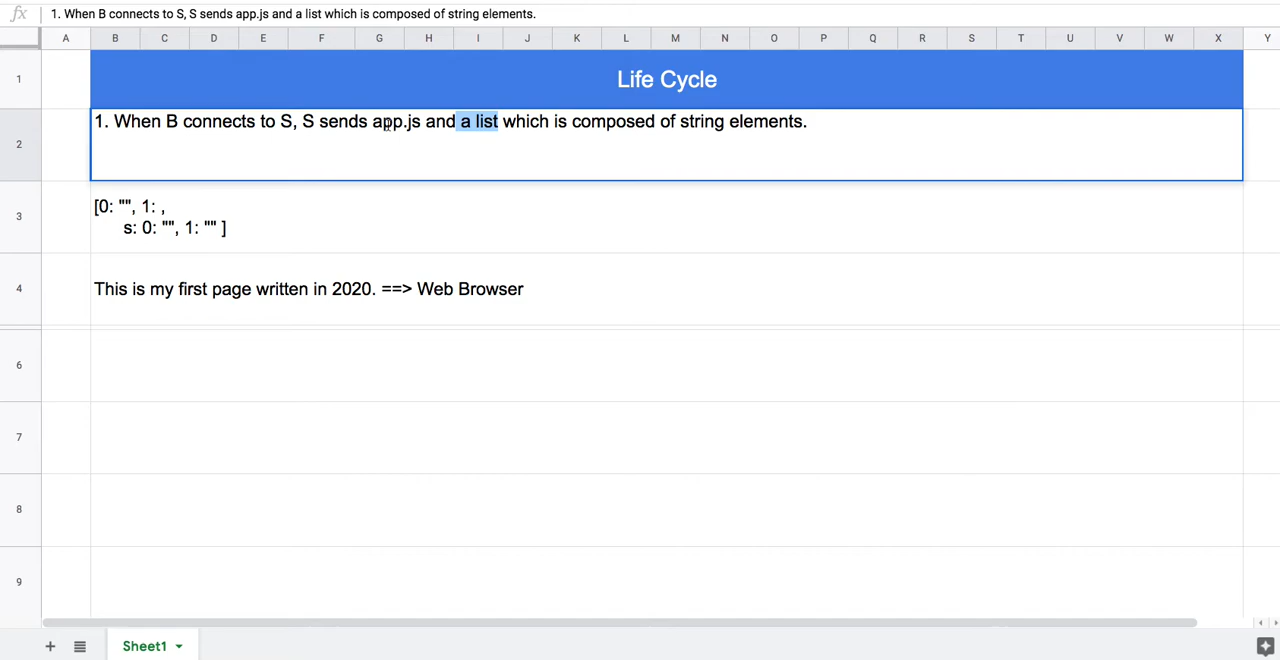 fx 1. When B connects to S, S sends app.js and a list which is composed of string elements.
A B C D E F G H I J K L M N O P Q R S T U V W X Y
1 Life Cycle
2 1. When B connects to S, S sends app.js and a list which is composed of string elements.
3 [0: "", 1: ,
s: 0: "", 1: "" ]
4 This is my first page written in 2020. ==> Web Browser
6
7
8
9
+ Sheet1